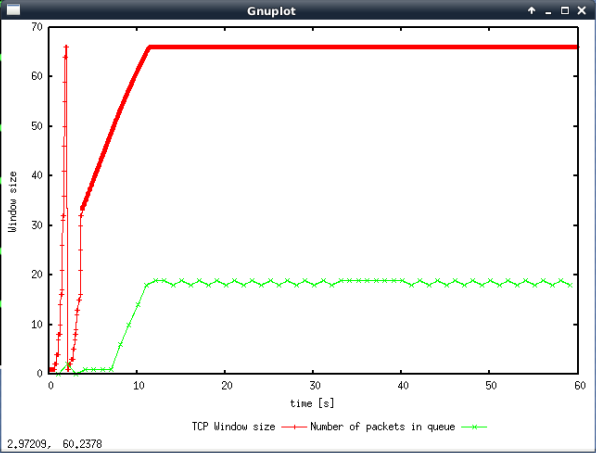 Gnuplot
70
60
50
40
30
20
10
0
Window size
0 10 20 30 40 50 60
time [s]
TCP Window size
Number of packets in queue
2.97209, 60.2378